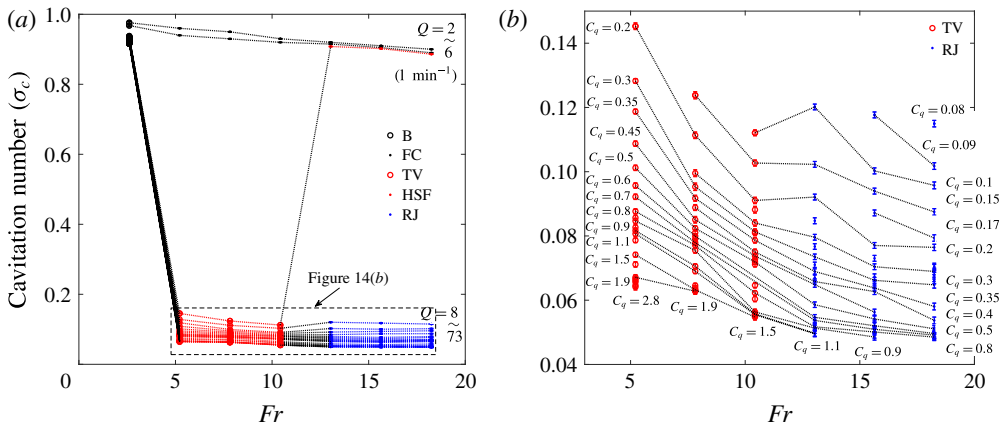 (a)
1.0
0.8
0.6
0.4
0.2
0
5
10
15
20
Cavitation number (σc)
Fr
Q = 2
~
6
(1 min⁻¹)
B
FC
TV
HSF
RJ
Figure 14(b)
Q = 8
~
73
(b)
0.14
0.12
0.10
0.08
0.06
0.04
5
10
15
20
Fr
TV
RJ
Cq = 0.2
Cq = 0.3
Cq = 0.35
Cq = 0.45
Cq = 0.5
Cq = 0.6
Cq = 0.7
Cq = 0.8
Cq = 0.9
Cq = 1.1
Cq = 1.5
Cq = 1.9
Cq = 2.8
Cq = 1.9
Cq = 1.5
Cq = 1.1
Cq = 0.9
Cq = 0.08
Cq = 0.09
Cq = 0.1
Cq = 0.15
Cq = 0.17
Cq = 0.2
Cq = 0.3
Cq = 0.35
Cq = 0.4
Cq = 0.5
Cq = 0.8